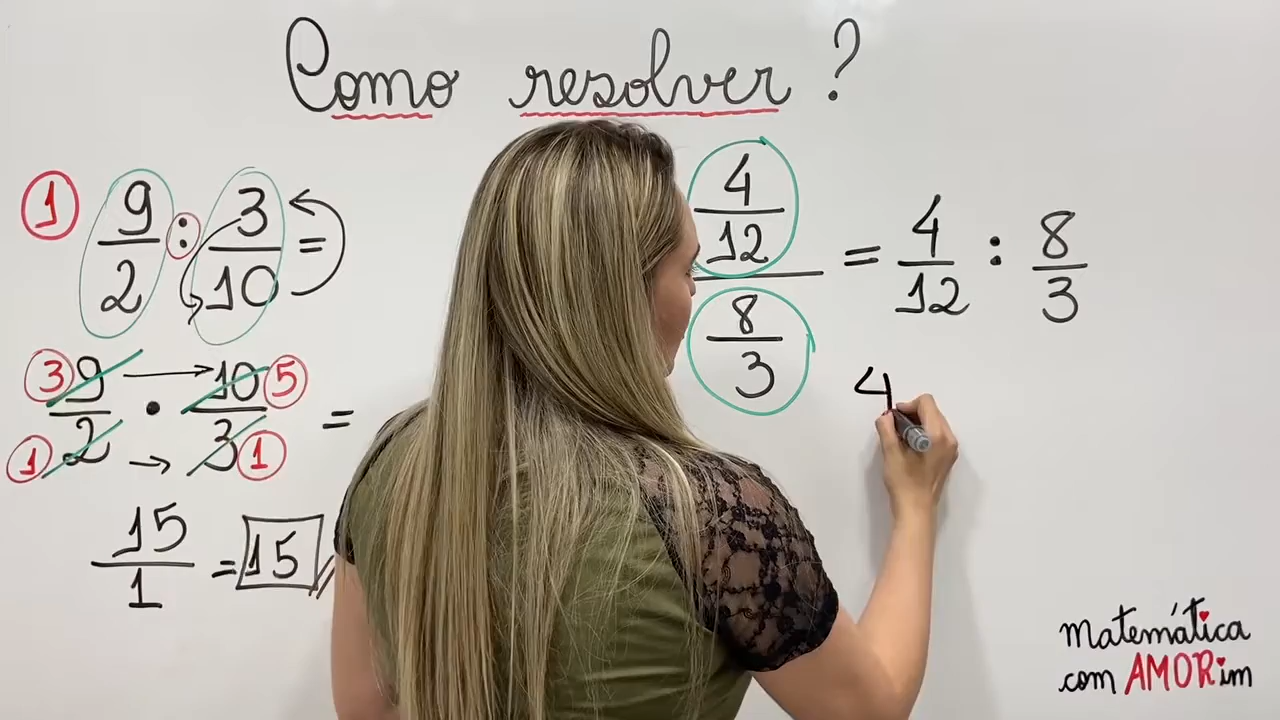 Como resolver ?
1 9/2 : 3/10 =
3 9/2 1 • 5 10/3 1 =
15/1 = 15
4/12 / 8/3 = 4/12 : 8/3
4
Matemática
com AMORim